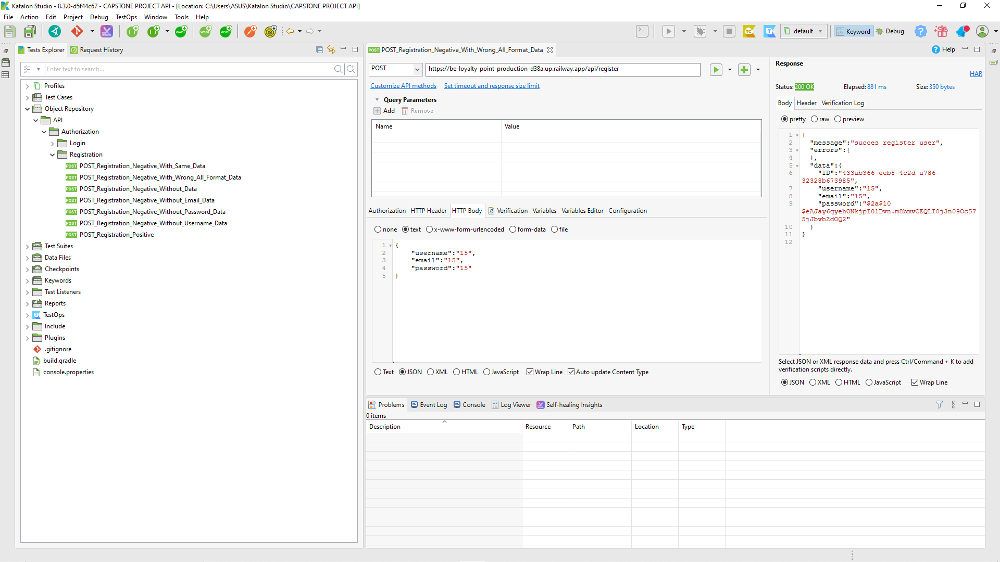 Katalon Studio - 8.3.0-d5f44c67 - CAPSTONE PROJECT API - [Location: C:\Users\ASUS\Katalon Studio\CAPSTONE PROJECT API]
File Action Edit Project Debug TestOps Window Tools Help
default
Keyword
Debug
Tests Explorer
Request History
Enter text to search...
Profiles
Test Cases
Object Repository
API
Authorization
Login
Registration
POST POST_Registration_Negative_With_Same_Data
POST POST_Registration_Negative_With_Wrong_All_Format_Data
POST POST_Registration_Negative_Without_Data
POST POST_Registration_Negative_Without_Email_Data
POST POST_Registration_Negative_Without_Password_Data
POST POST_Registration_Negative_Without_Username_Data
POST POST_Registration_Positive
Test Suites
Data Files
Checkpoints
Keywords
Test Listeners
Reports
TestOps
Include
Plugins
.gitignore
build.gradle
console.properties
POST POST_Registration_Negative_With_Wrong_All_Format_Data
Help
POST
https://be-loyalty-point-production-d38a.up.railway.app/api/register
Customize API methods Set timeout and response size limit
Query Parameters
Add Remove
Name Value
Authorization HTTP Header HTTP Body Verification Variables Variables Editor Configuration
none text x-www-form-urlencoded form-data file
1 {
2 "username":"15",
3 "email":"15",
4 "password":"15"
5 }
Text JSON XML HTML JavaScript Wrap Line Auto update Content Type
Response
HAR
Status: 200 OK Elapsed: 881 ms Size: 350 bytes
Body Header Verification Log
pretty raw preview
1 {
2 "message":"succes register user",
3 "errors":{
4 },
5 "data":{
6 "ID":"433ab366-eeb8-4c2d-a786-
32328b673985",
7 "username":"15",
8 "email":"15",
9 "password":"$2a$10
$eAJay6qyehONkjpI01Dvn.m8bmvCEQLI0j3n09OcS7
5jJbvbZdOQ2"
10 }
11 }
12
Select JSON or XML response data and press Ctrl/Command + K to add
verification scripts directly.
JSON XML HTML JavaScript Wrap Line
Problems Event Log Console Log Viewer Self-healing Insights
0 items
Description Resource Path Location Type